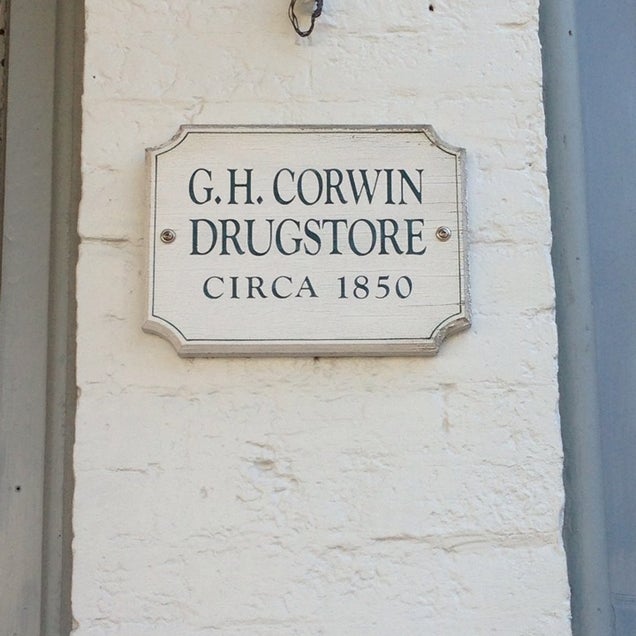 G.H. CORWIN
DRUGSTORE
CIRCA 1850